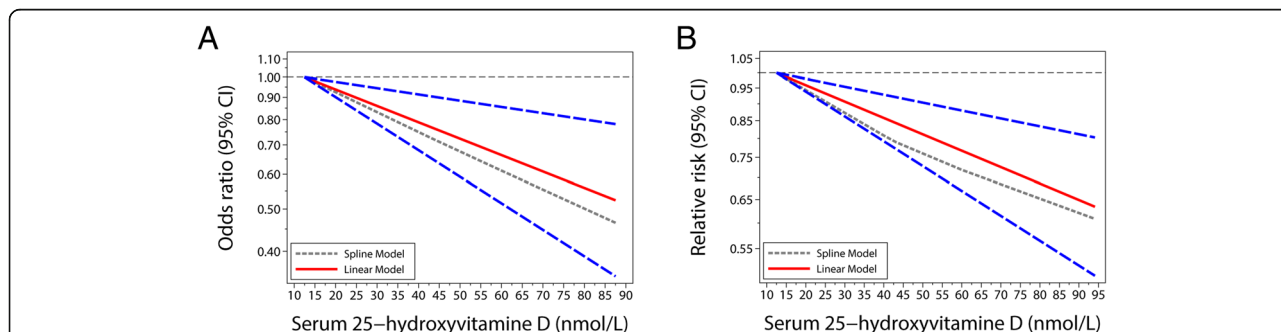 A
1.10
1.00
0.90
0.80
0.70
0.60
0.50
0.40
Odds ratio (95% CI)
Spline Model
Linear Model
10 15 20 25 30 35 40 45 50 55 60 65 70 75 80 85 90
Serum 25−hydroxyvitamine D (nmol/L)
B
1.05
0.95
0.85
0.75
0.65
0.55
Relative risk (95% CI)
Spline Model
Linear Model
10 15 20 25 30 35 40 45 50 55 60 65 70 75 80 85 90 95
Serum 25−hydroxyvitamine D (nmol/L)